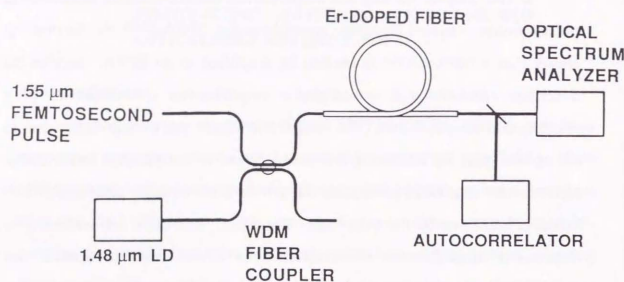 Er-DOPED FIBER
OPTICAL
SPECTRUM
ANALYZER
1.55 μm
FEMTOSECOND
PULSE
WDM
FIBER
COUPLER
AUTOCORRELATOR
1.48 μm LD